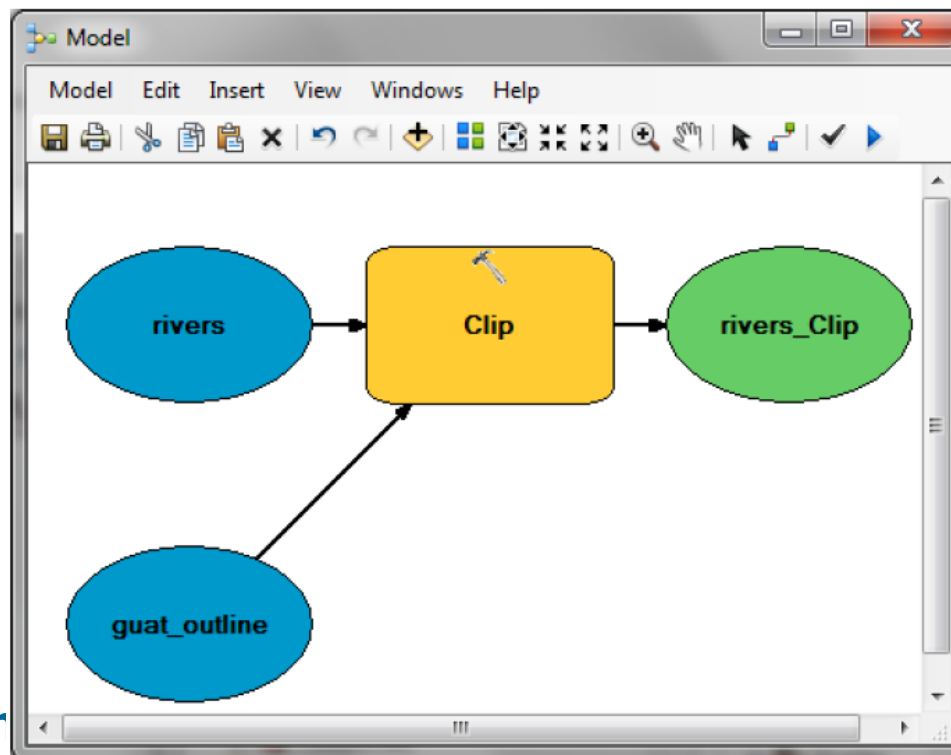 Model
Model Edit Insert View Windows Help
rivers
Clip
rivers_Clip
guat_outline